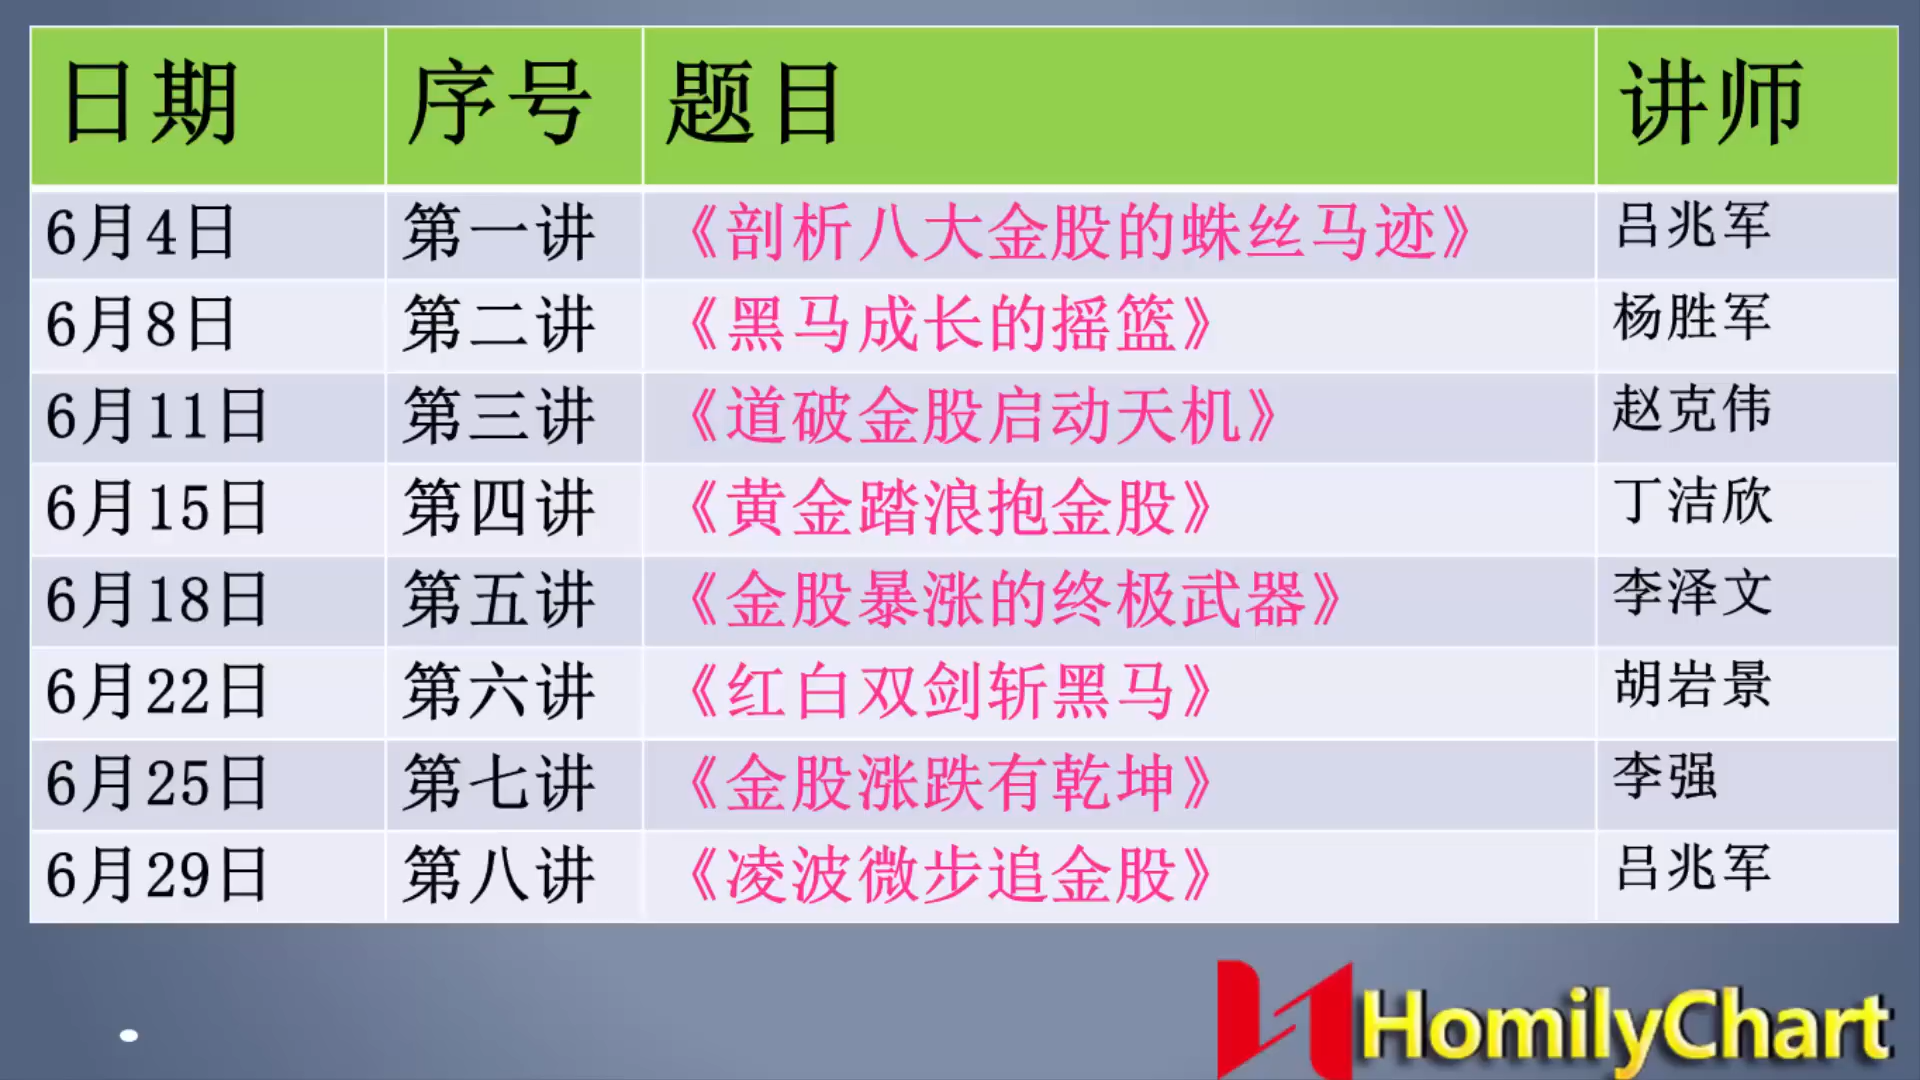 日期 序号 题目 讲师
6月4日 第一讲 《剖析八大金股的蛛丝马迹》 吕兆军
6月8日 第二讲 《黑马成长的摇篮》 杨胜军
6月11日 第三讲 《道破金股启动天机》 赵克伟
6月15日 第四讲 《黄金踏浪抱金股》 丁洁欣
6月18日 第五讲 《金股暴涨的终极武器》 李泽文
6月22日 第六讲 《红白双剑斩黑马》 胡岩景
6月25日 第七讲 《金股涨跌有乾坤》 李强
6月29日 第八讲 《凌波微步追金股》 吕兆军
HomilyChart